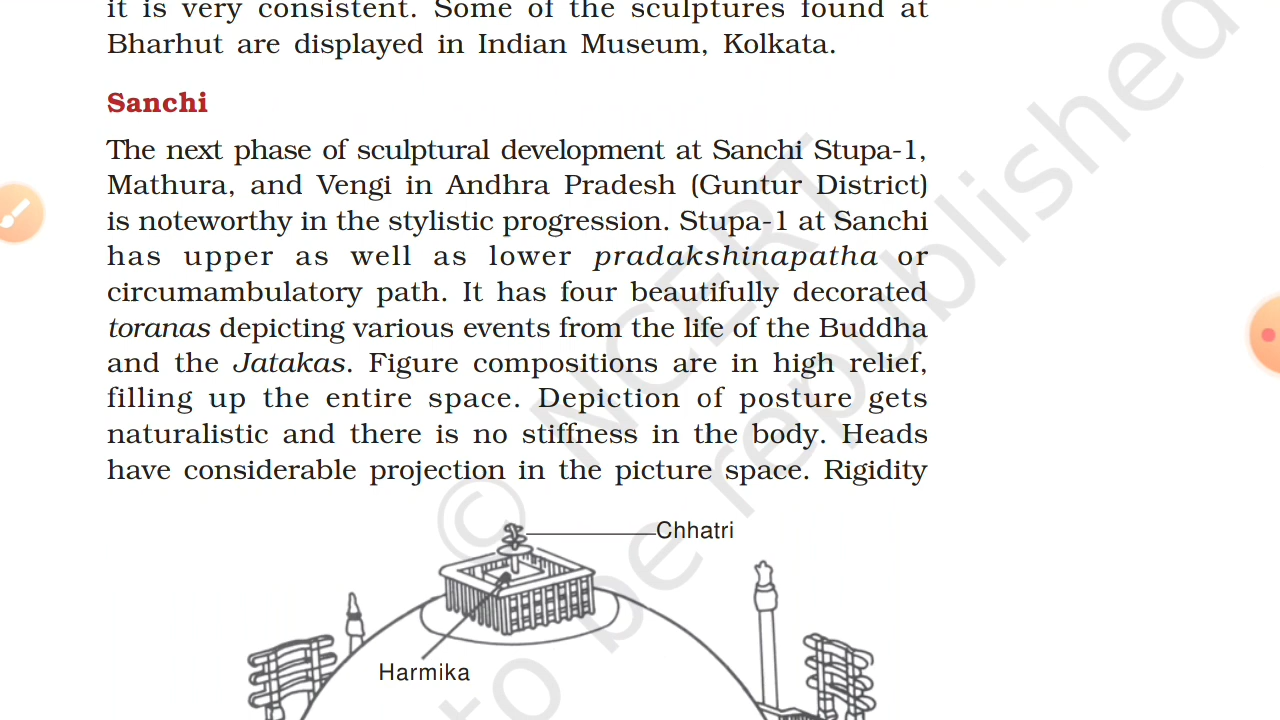 it is very consistent. Some of the sculptures found at
Bharhut are displayed in Indian Museum, Kolkata.
Sanchi
The next phase of sculptural development at Sanchi Stupa-1,
Mathura, and Vengi in Andhra Pradesh (Guntur District)
is noteworthy in the stylistic progression. Stupa-1 at Sanchi
has upper as well as lower pradakshinapatha or
circumambulatory path. It has four beautifully decorated
toranas depicting various events from the life of the Buddha
and the Jatakas. Figure compositions are in high relief,
filling up the entire space. Depiction of posture gets
naturalistic and there is no stiffness in the body. Heads
have considerable projection in the picture space. Rigidity
Chhatri
Harmika
© NCERT
to be republished